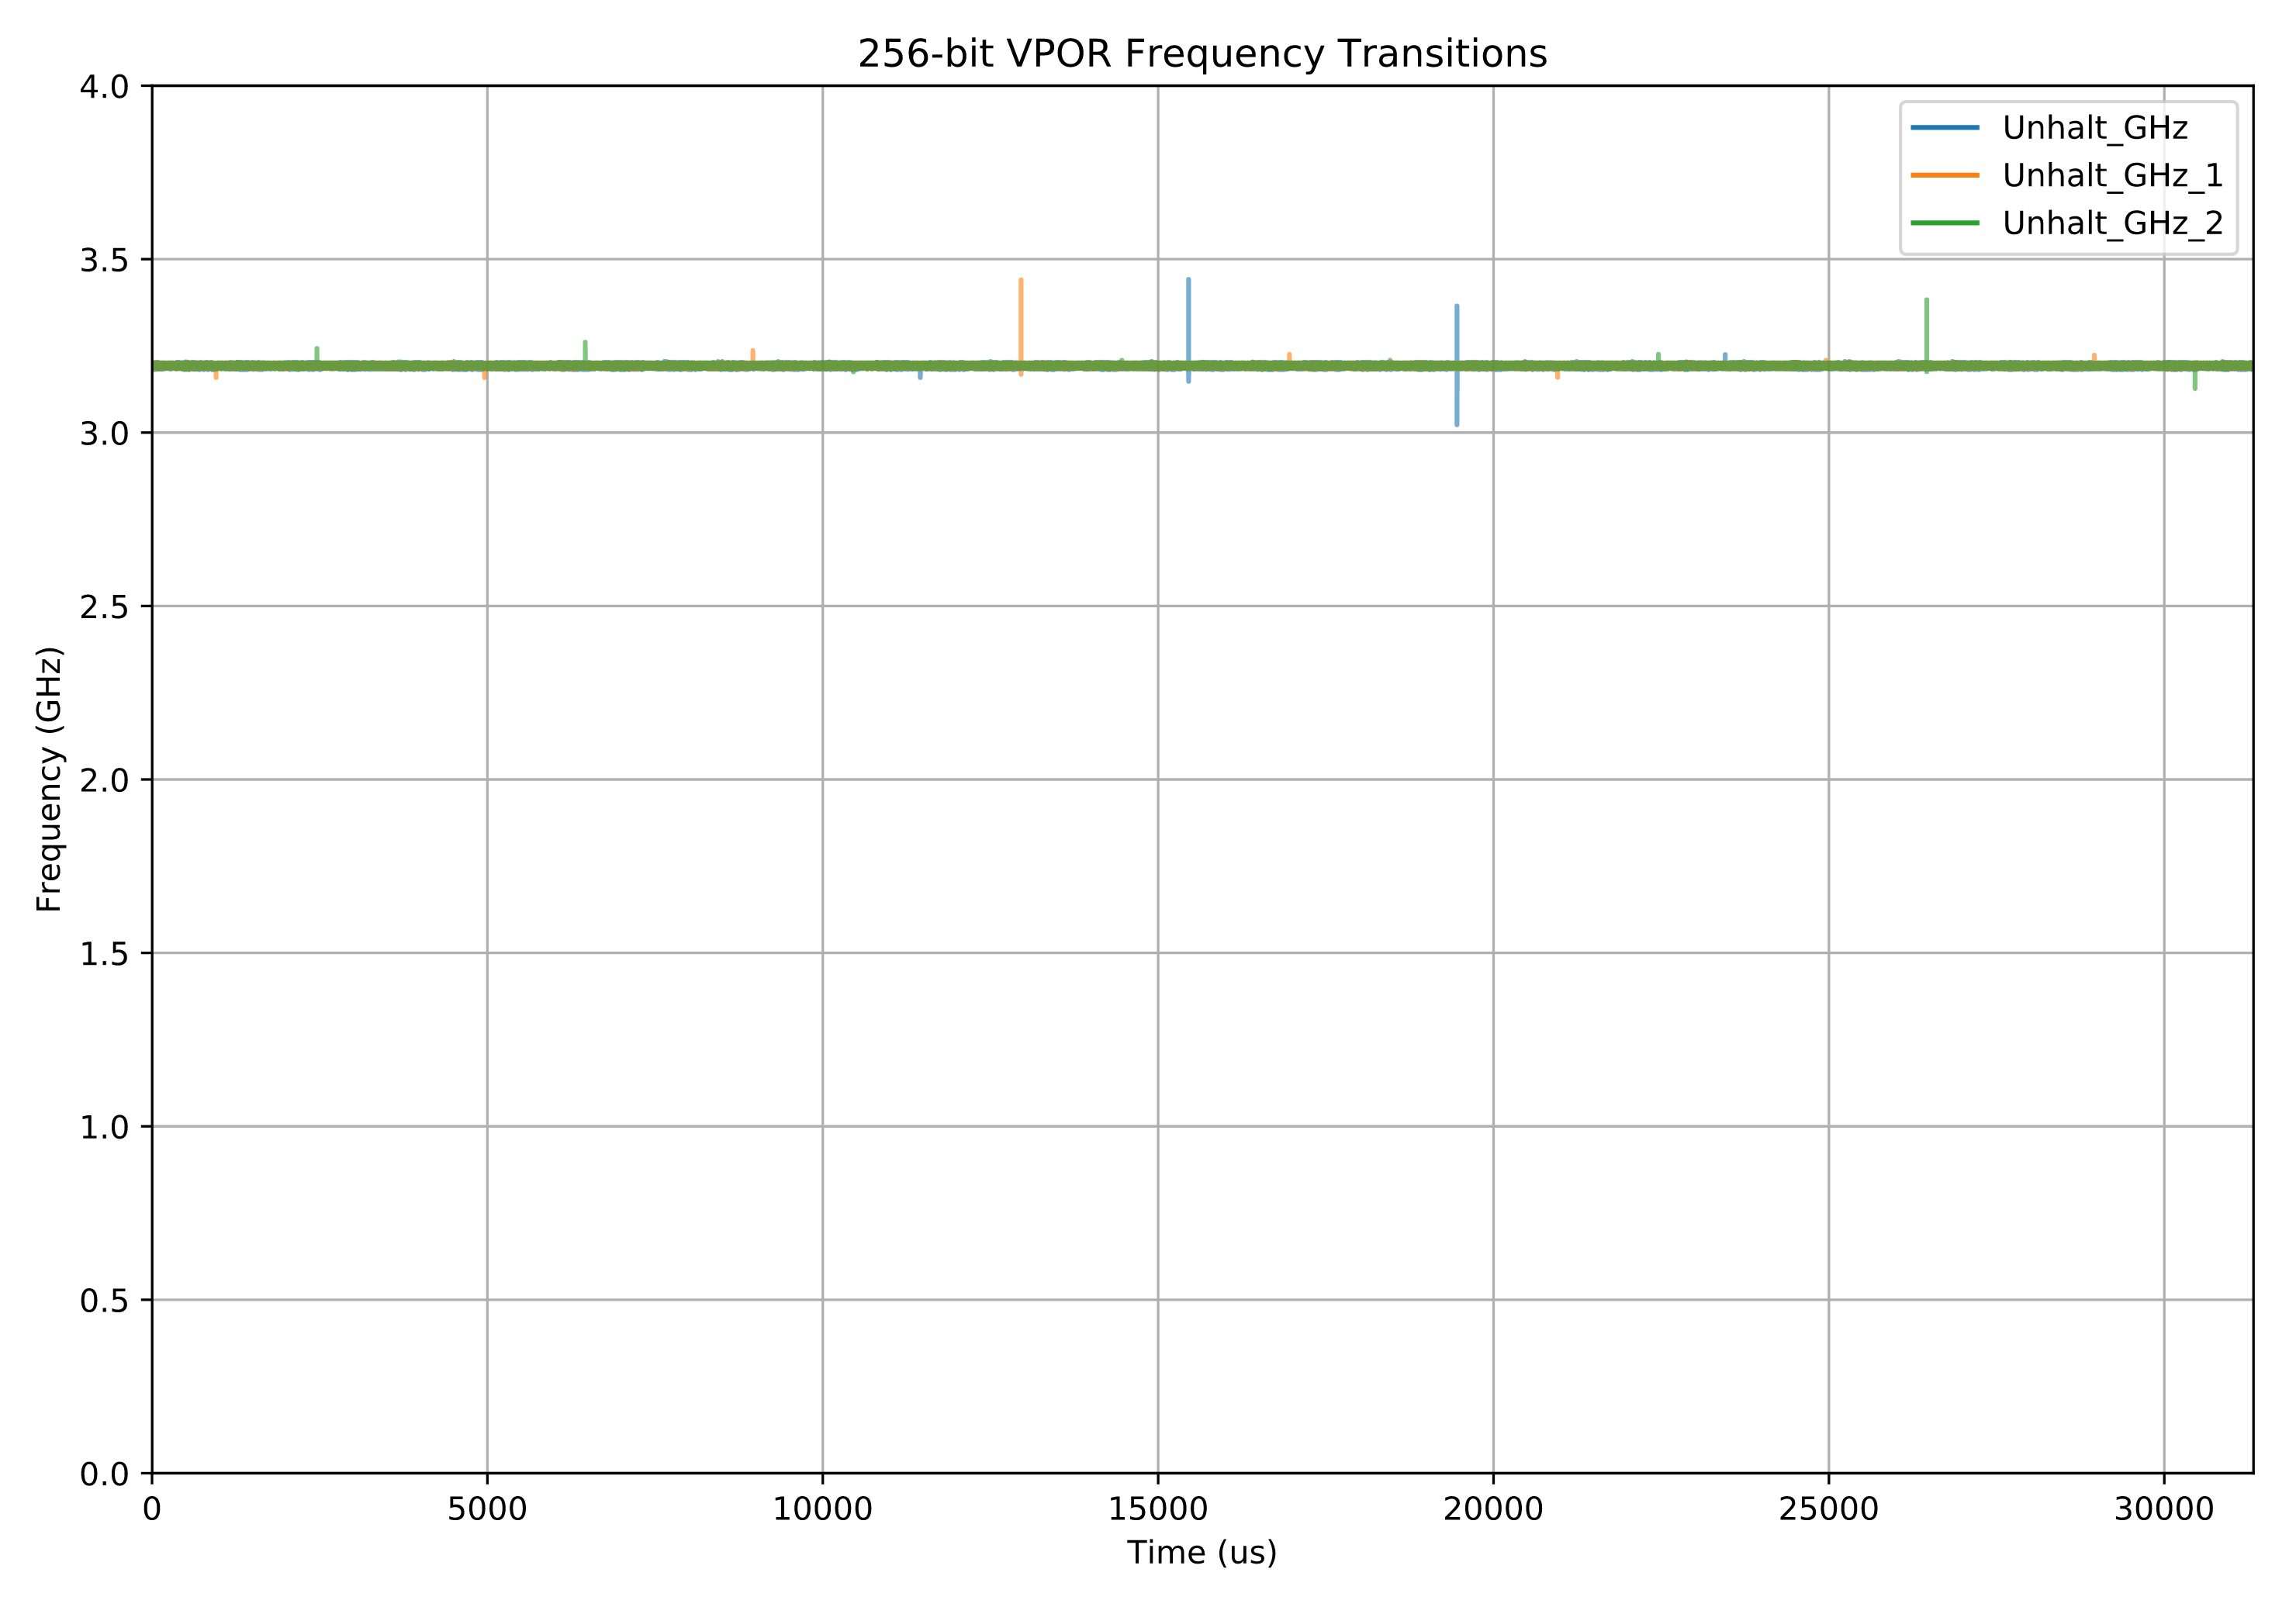 256-bit VPOR Frequency Transitions
Unhalt_GHz
Unhalt_GHz_1
Unhalt_GHz_2
Frequency (GHz)
4.0
3.5
3.0
2.5
2.0
1.5
1.0
0.5
0.0
0 5000 10000 15000 20000 25000 30000
Time (us)